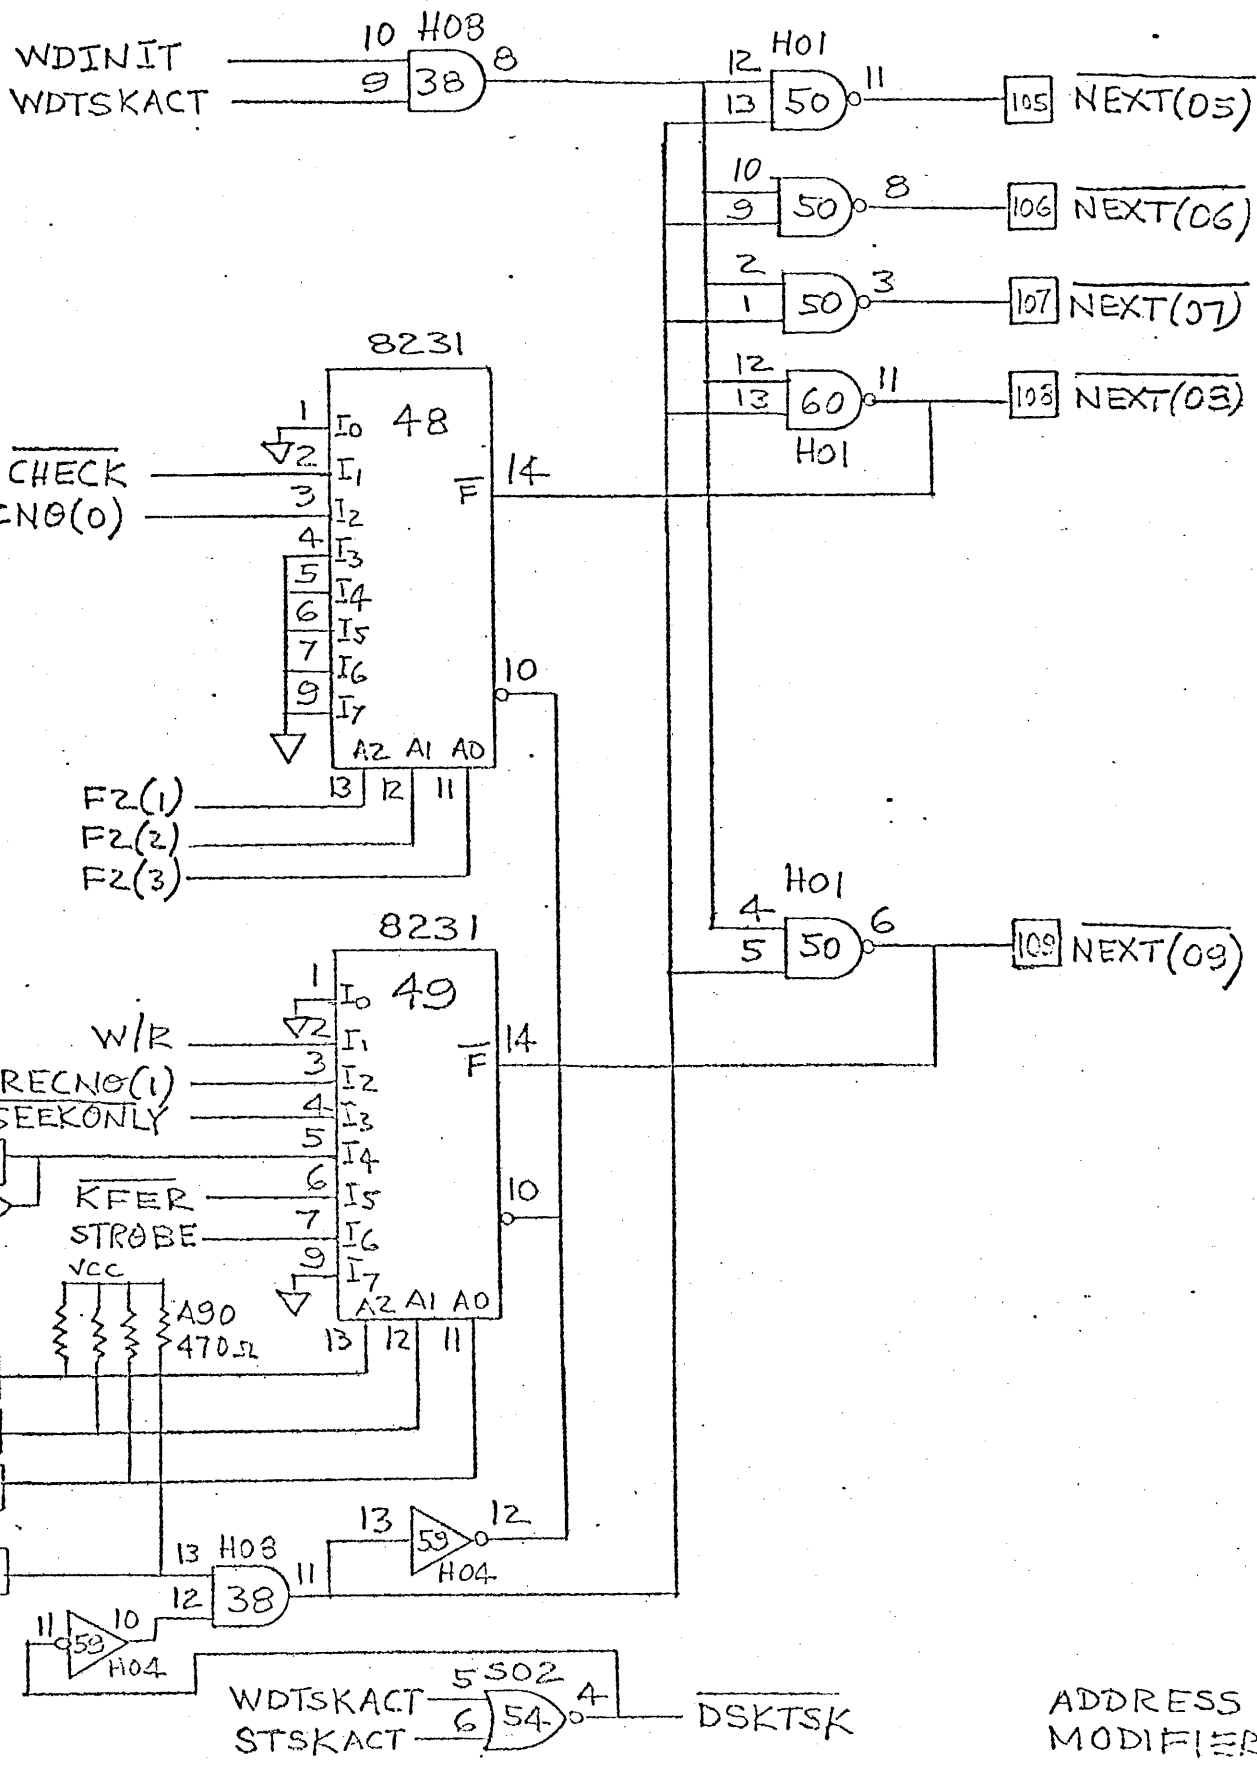 WDINIT 10 H08
WDTSKACT 9 38 8
H01
12 13 50 11 105 NEXT(05)
10 9 50 8 106 NEXT(06)
2 1 50 3 107 NEXT(07)
12 13 60 11 108 NEXT(08)
H01
8231
48
1 I0
CHECK 2 I1
CNO(0) 3 I2
F 14
4 I3
5 I4
6 I5
7 I6
9 I7
10
A2 A1 A0
13 12 11
F2(1)
F2(2)
F2(3)
H01
4 5 50 6 109 NEXT(09)
8231
49
1 I0
W/R 2 I1
F 14
RECNO(1) 3 I2
SEEKONLY 4 I3
5 I4
KFER 6 I5
10
STROBE 7 I6
9 I7
VCC
A90
470Ω
A2 A1 A0
13 12 11
13 59 12
H04
13 H08
12 38 11
11 59 10
H04
WDTSKACT 5 S02
STSKACT 6 54 4 DSKTSK
ADDRESS
MODIFIER